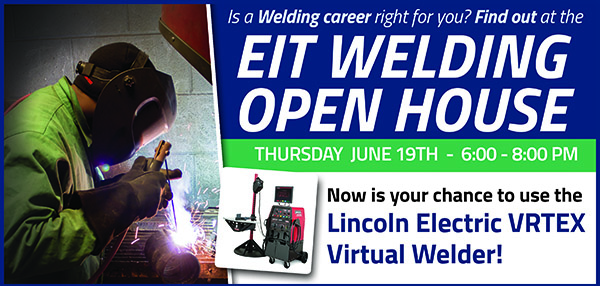 Is a Welding career right for you? Find out at the
EIT WELDING
OPEN HOUSE
THURSDAY JUNE 19TH - 6:00 - 8:00 PM
Now is your chance to use the
Lincoln Electric VRTEX
Virtual Welder!